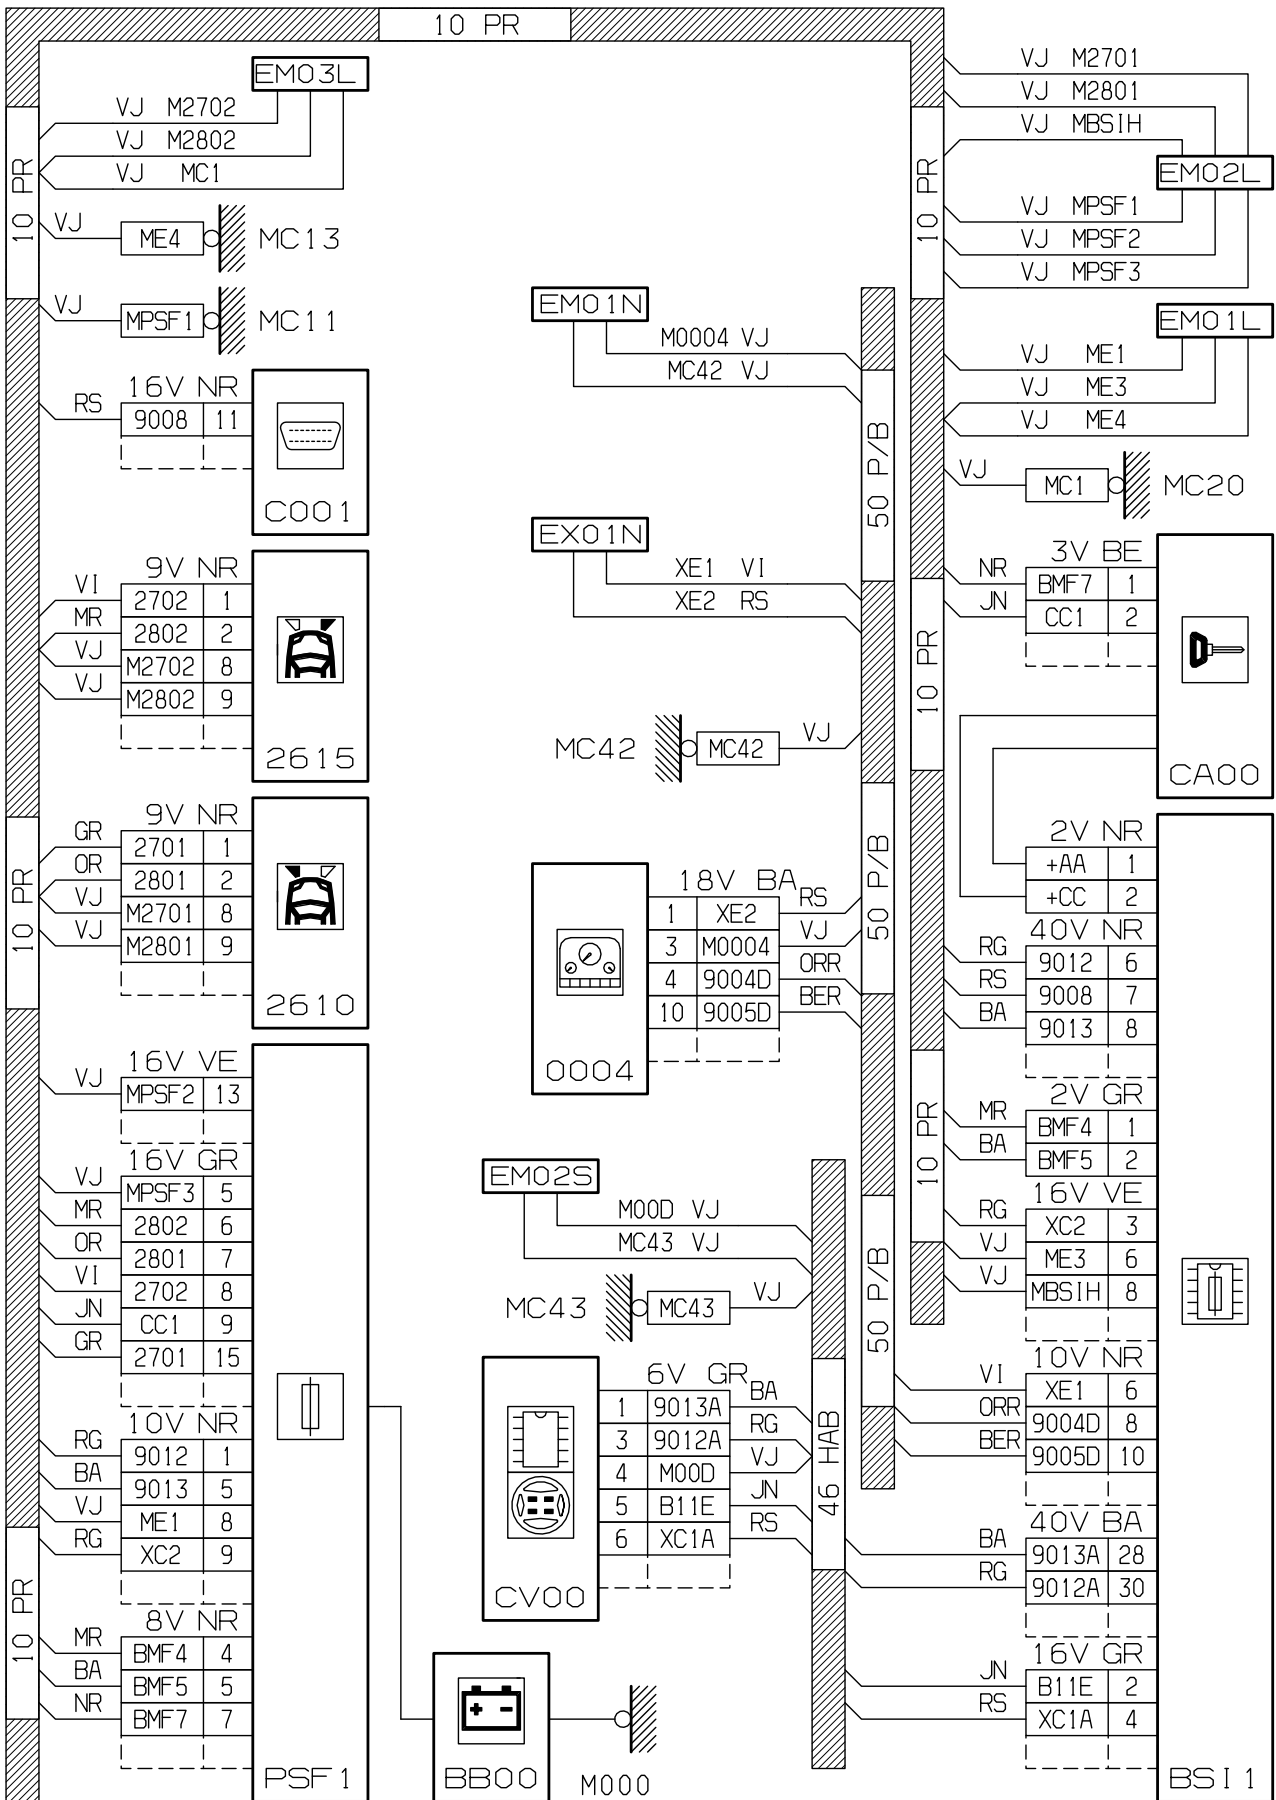 10 PR
EM03L
VJ M2702
VJ M2802
VJ MC1
10 PR
VJ ME4 MC13
VJ MPSF1 MC11
16V NR
RS 9008 11
C001
9V NR
VI 2702 1
MR 2802 2
VJ M2702 8
VJ M2802 9
2615
9V NR
GR 2701 1
OR 2801 2
VJ M2701 8
VJ M2801 9
2610
10 PR
16V VE
VJ MPSF2 13
16V GR
VJ MPSF3 5
MR 2802 6
OR 2801 7
VI 2702 8
JN CC1 9
GR 2701 15
10V NR
RG 9012 1
BA 9013 5
VJ ME1 8
RG XC2 9
10 PR
8V NR
MR BMF4 4
BA BMF5 5
NR BMF7 7
PSF1
EM01N
M0004 VJ
MC42 VJ
50 P/B
EX01N
XE1 VI
XE2 RS
MC42 MC42 VJ
50 P/B
18V BA
1 XE2 RS
3 M0004 VJ
4 9004D ORR
10 9005D BER
0004
EM02S
M00D VJ
MC43 VJ
MC43 MC43 VJ
50 P/B
6V GR
1 9013A BA
3 9012A RG
4 M00D VJ
5 B11E JN
6 XC1A RS
CV00
46 HAB
BB00
M000
VJ M2701
VJ M2801
VJ MBSIH
EM02L
10 PR
VJ MPSF1
VJ MPSF2
VJ MPSF3
EM01L
VJ ME1
VJ ME3
VJ ME4
VJ MC1 MC20
3V BE
NR BMF7 1
JN CC1 2
10 PR
CA00
2V NR
+AA 1
+CC 2
40V NR
RG 9012 6
RS 9008 7
BA 9013 8
10 PR
2V GR
MR BMF4 1
BA BMF5 2
16V VE
RG XC2 3
VJ ME3 6
VJ MBSIH 8
10V NR
VI XE1 6
ORR 9004D 8
BER 9005D 10
40V BA
BA 9013A 28
RG 9012A 30
16V GR
JN B11E 2
RS XC1A 4
BSI1